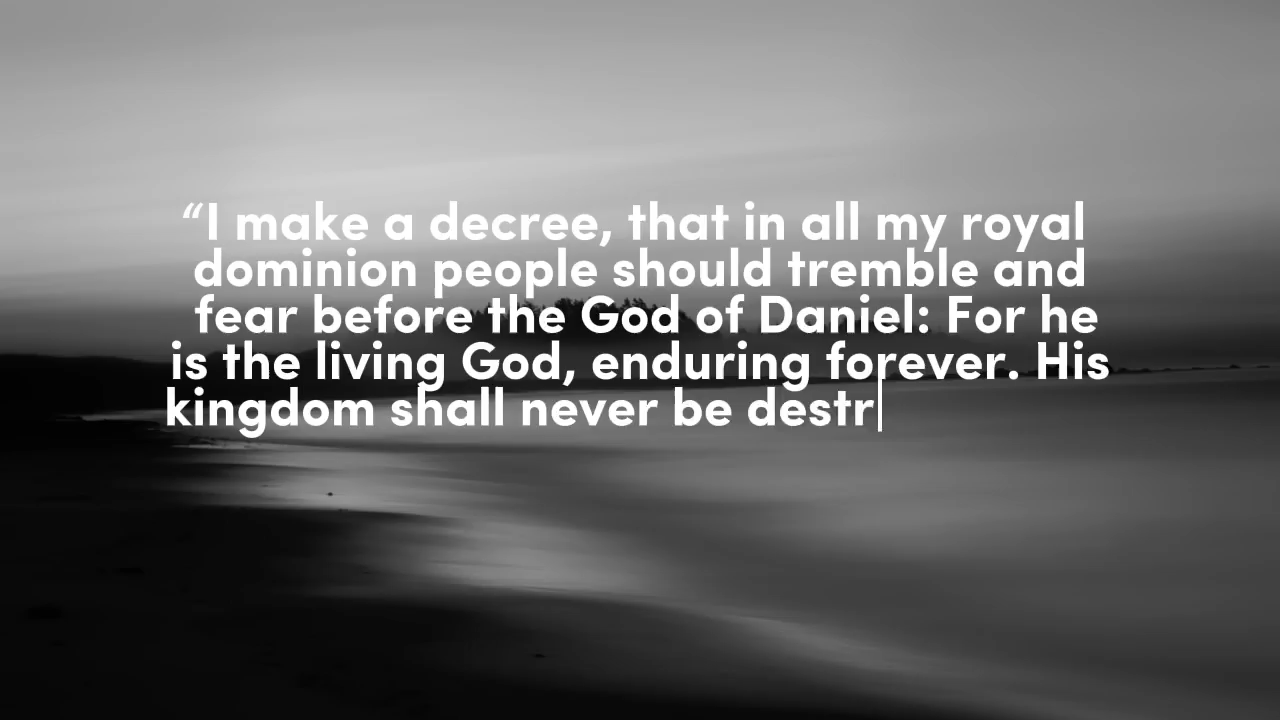 “I make a decree, that in all my royal
dominion people should tremble and
fear before the God of Daniel: For he
is the living God, enduring forever. His
kingdom shall never be destr